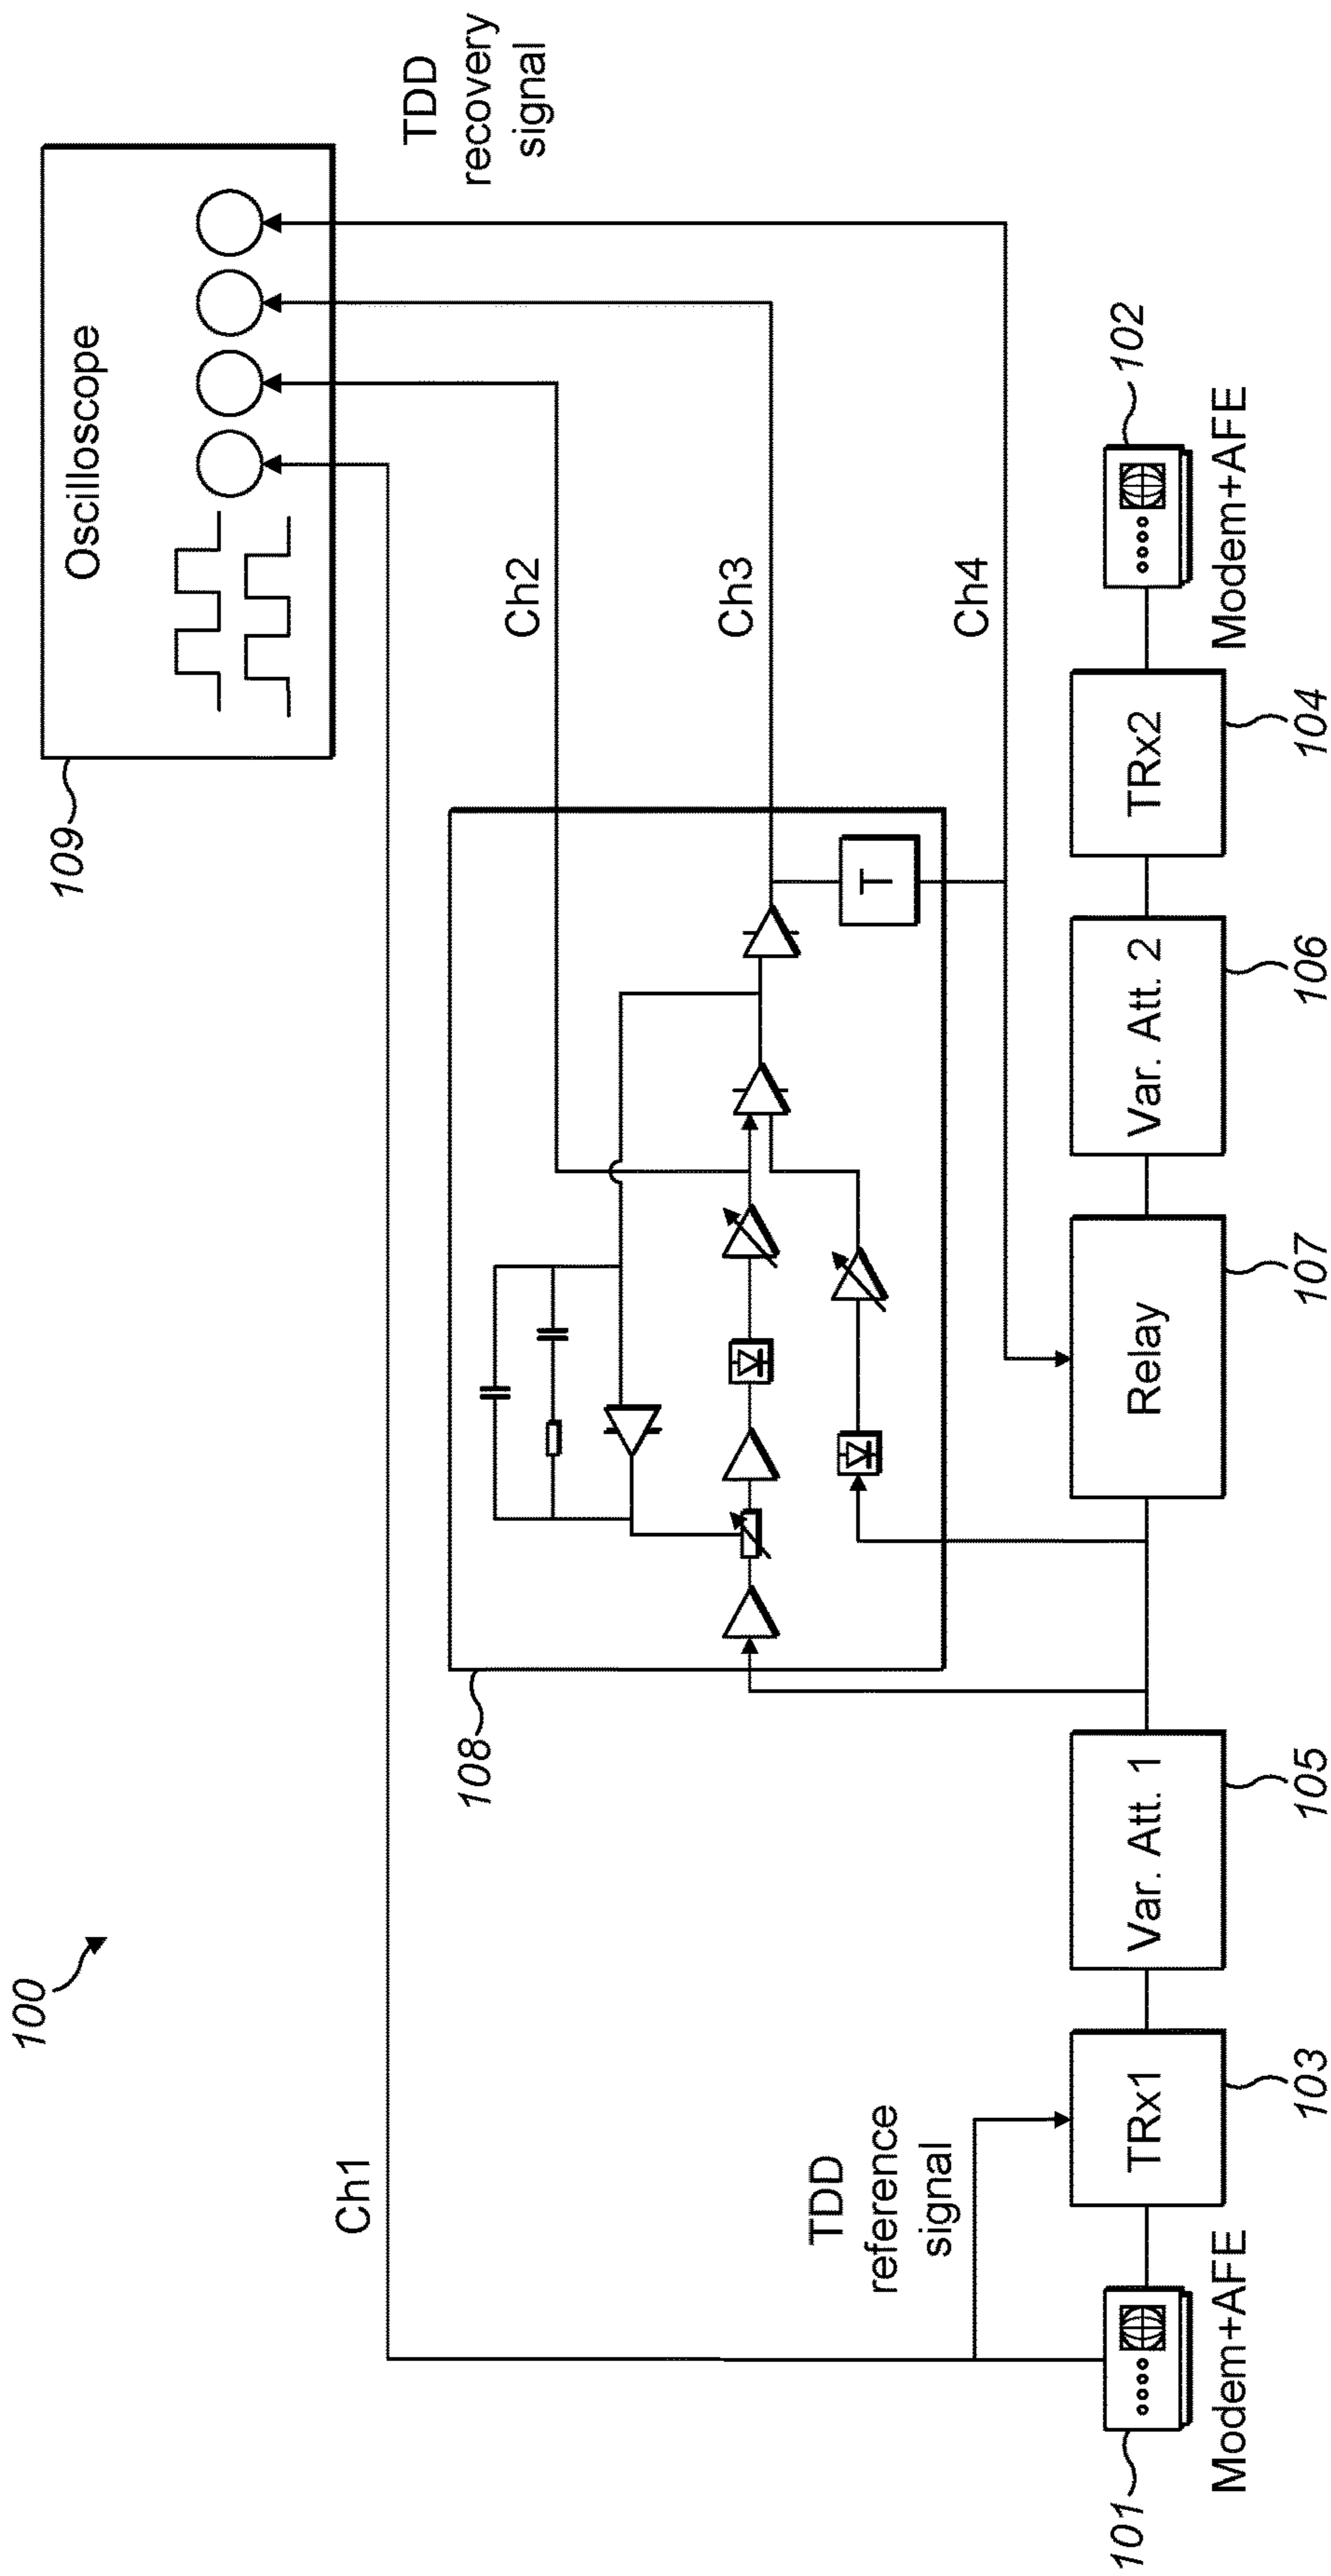 100
109
Oscilloscope
TDD
recovery
signal
Ch1
Ch2
Ch3
Ch4
108
T
TDD
reference
signal
101
Modem+AFE
TRx1
103
Var. Att. 1
105
Relay
107
Var. Att. 2
106
TRx2
104
102
Modem+AFE